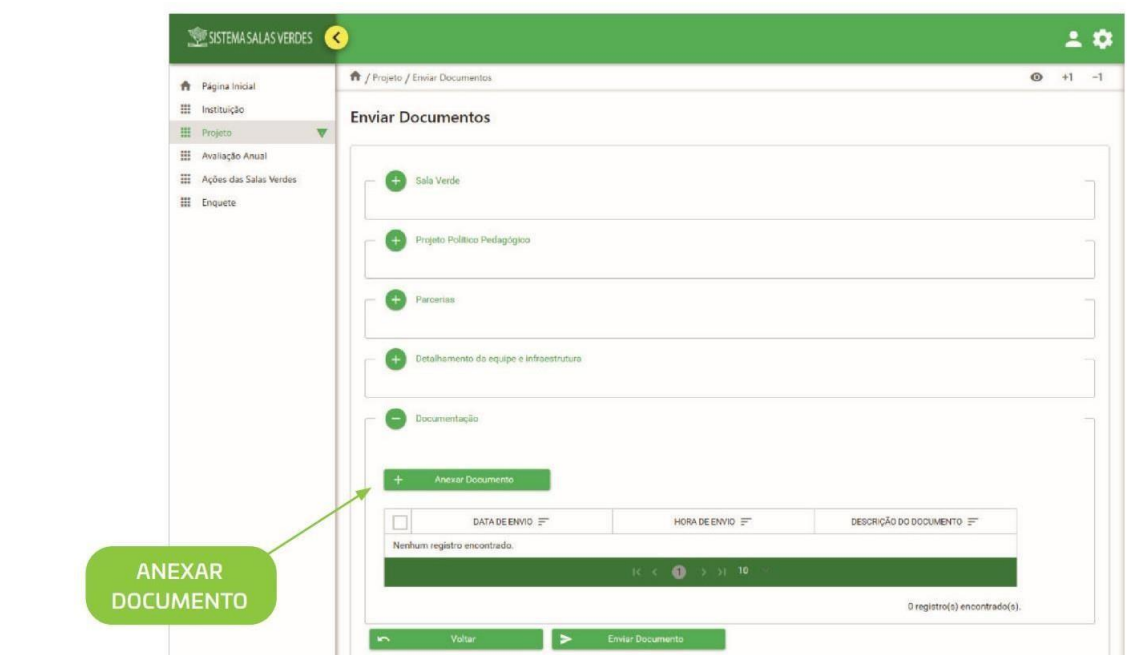 SISTEMA SALAS VERDES
Página Inicial
Instituição
Projeto
Avaliação Anual
Ações das Salas Verdes
Enquete
/ Projeto / Enviar Documentos
+1 -1
Enviar Documentos
Sala Verde
Projeto Político Pedagógico
Parcerias
Detalhamento da equipe e infraestrutura
Documentação
+ Anexar Documento
DATA DE ENVIO HORA DE ENVIO DESCRIÇÃO DO DOCUMENTO
Nenhum registro encontrado.
1 10
0 registro(s) encontrado(s).
Voltar Enviar Documento
ANEXAR
DOCUMENTO